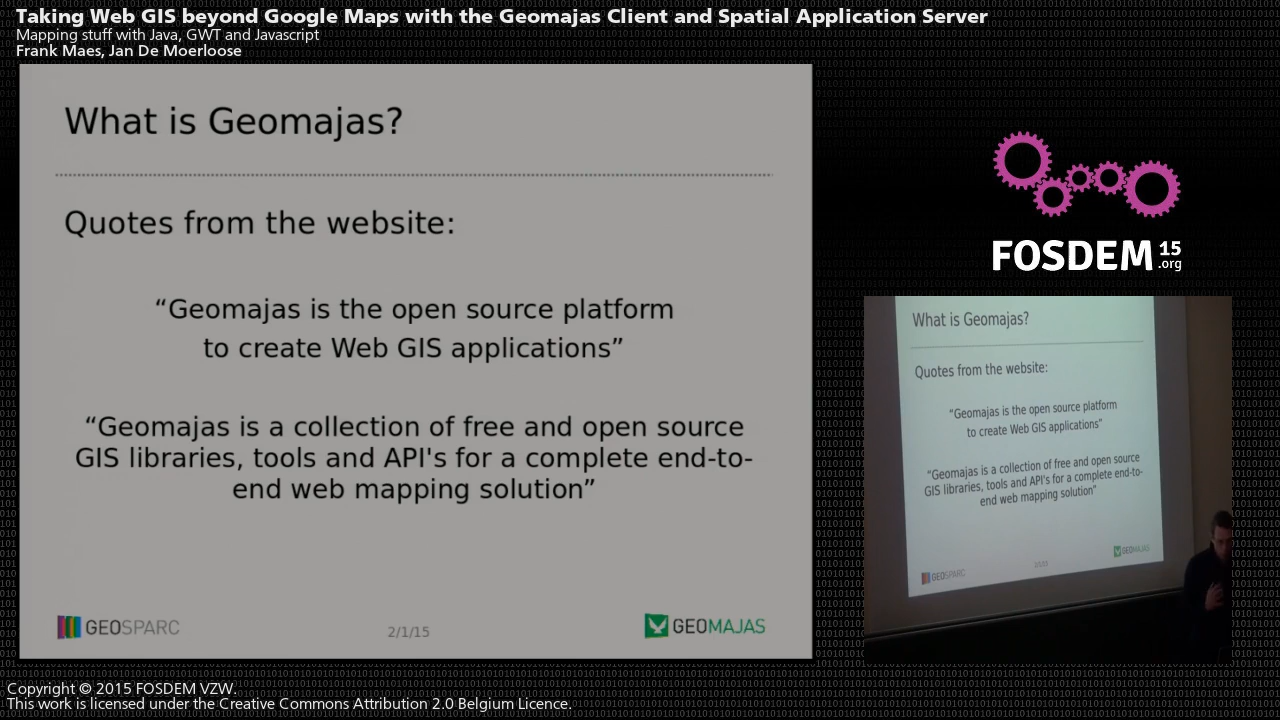 Taking Web GIS beyond Google Maps with the Geomajas Client and Spatial Application Server
Mapping stuff with Java, GWT and Javascript
Frank Maes, Jan De Moerloose
What is Geomajas?
Quotes from the website:
“Geomajas is the open source platform
to create Web GIS applications”
“Geomajas is a collection of free and open source
GIS libraries, tools and API's for a complete end-to-
end web mapping solution”
GEOSPARC
2/1/15
GEOMAJAS
FOSDEM 15
.org
What is Geomajas?
Quotes from the website:
“Geomajas is the open source platform
to create Web GIS applications”
“Geomajas is a collection of free and open source
GIS libraries, tools and API's for a complete end-to-
end web mapping solution”
GEOSPARC
GEOMAJAS
Copyright © 2015 FOSDEM VZW.
This work is licensed under the Creative Commons Attribution 2.0 Belgium Licence.